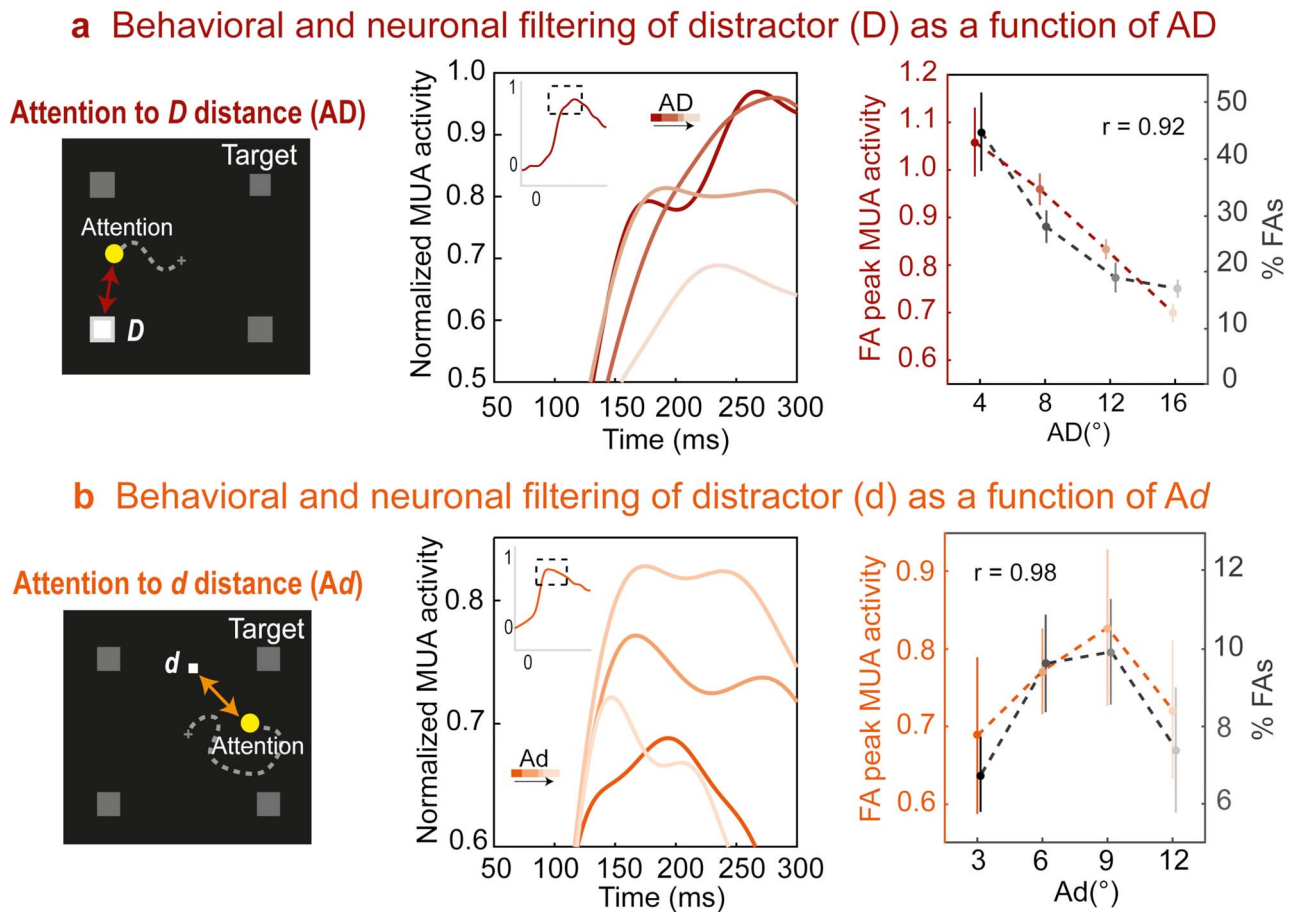 a Behavioral and neuronal filtering of distractor (D) as a function of AD
Attention to D distance (AD)
Target
Attention
D
Normalized MUA activity
1.0
0.9
0.8
0.7
0.6
0.5
1
0
0
AD
50 100 150 200 250 300
Time (ms)
FA peak MUA activity
1.2
1.1
1.0
0.9
0.8
0.7
0.6
r = 0.92
50
40
30
20
10
0
% FAs
4 8 12 16
AD(°)
b Behavioral and neuronal filtering of distractor (d) as a function of Ad
Attention to d distance (Ad)
Target
d
Attention
Normalized MUA activity
0.8
0.7
0.6
1
0
0
Ad
50 100 150 200 250 300
Time (ms)
FA peak MUA activity
0.9
0.8
0.7
0.6
r = 0.98
12
10
8
6
% FAs
3 6 9 12
Ad(°)